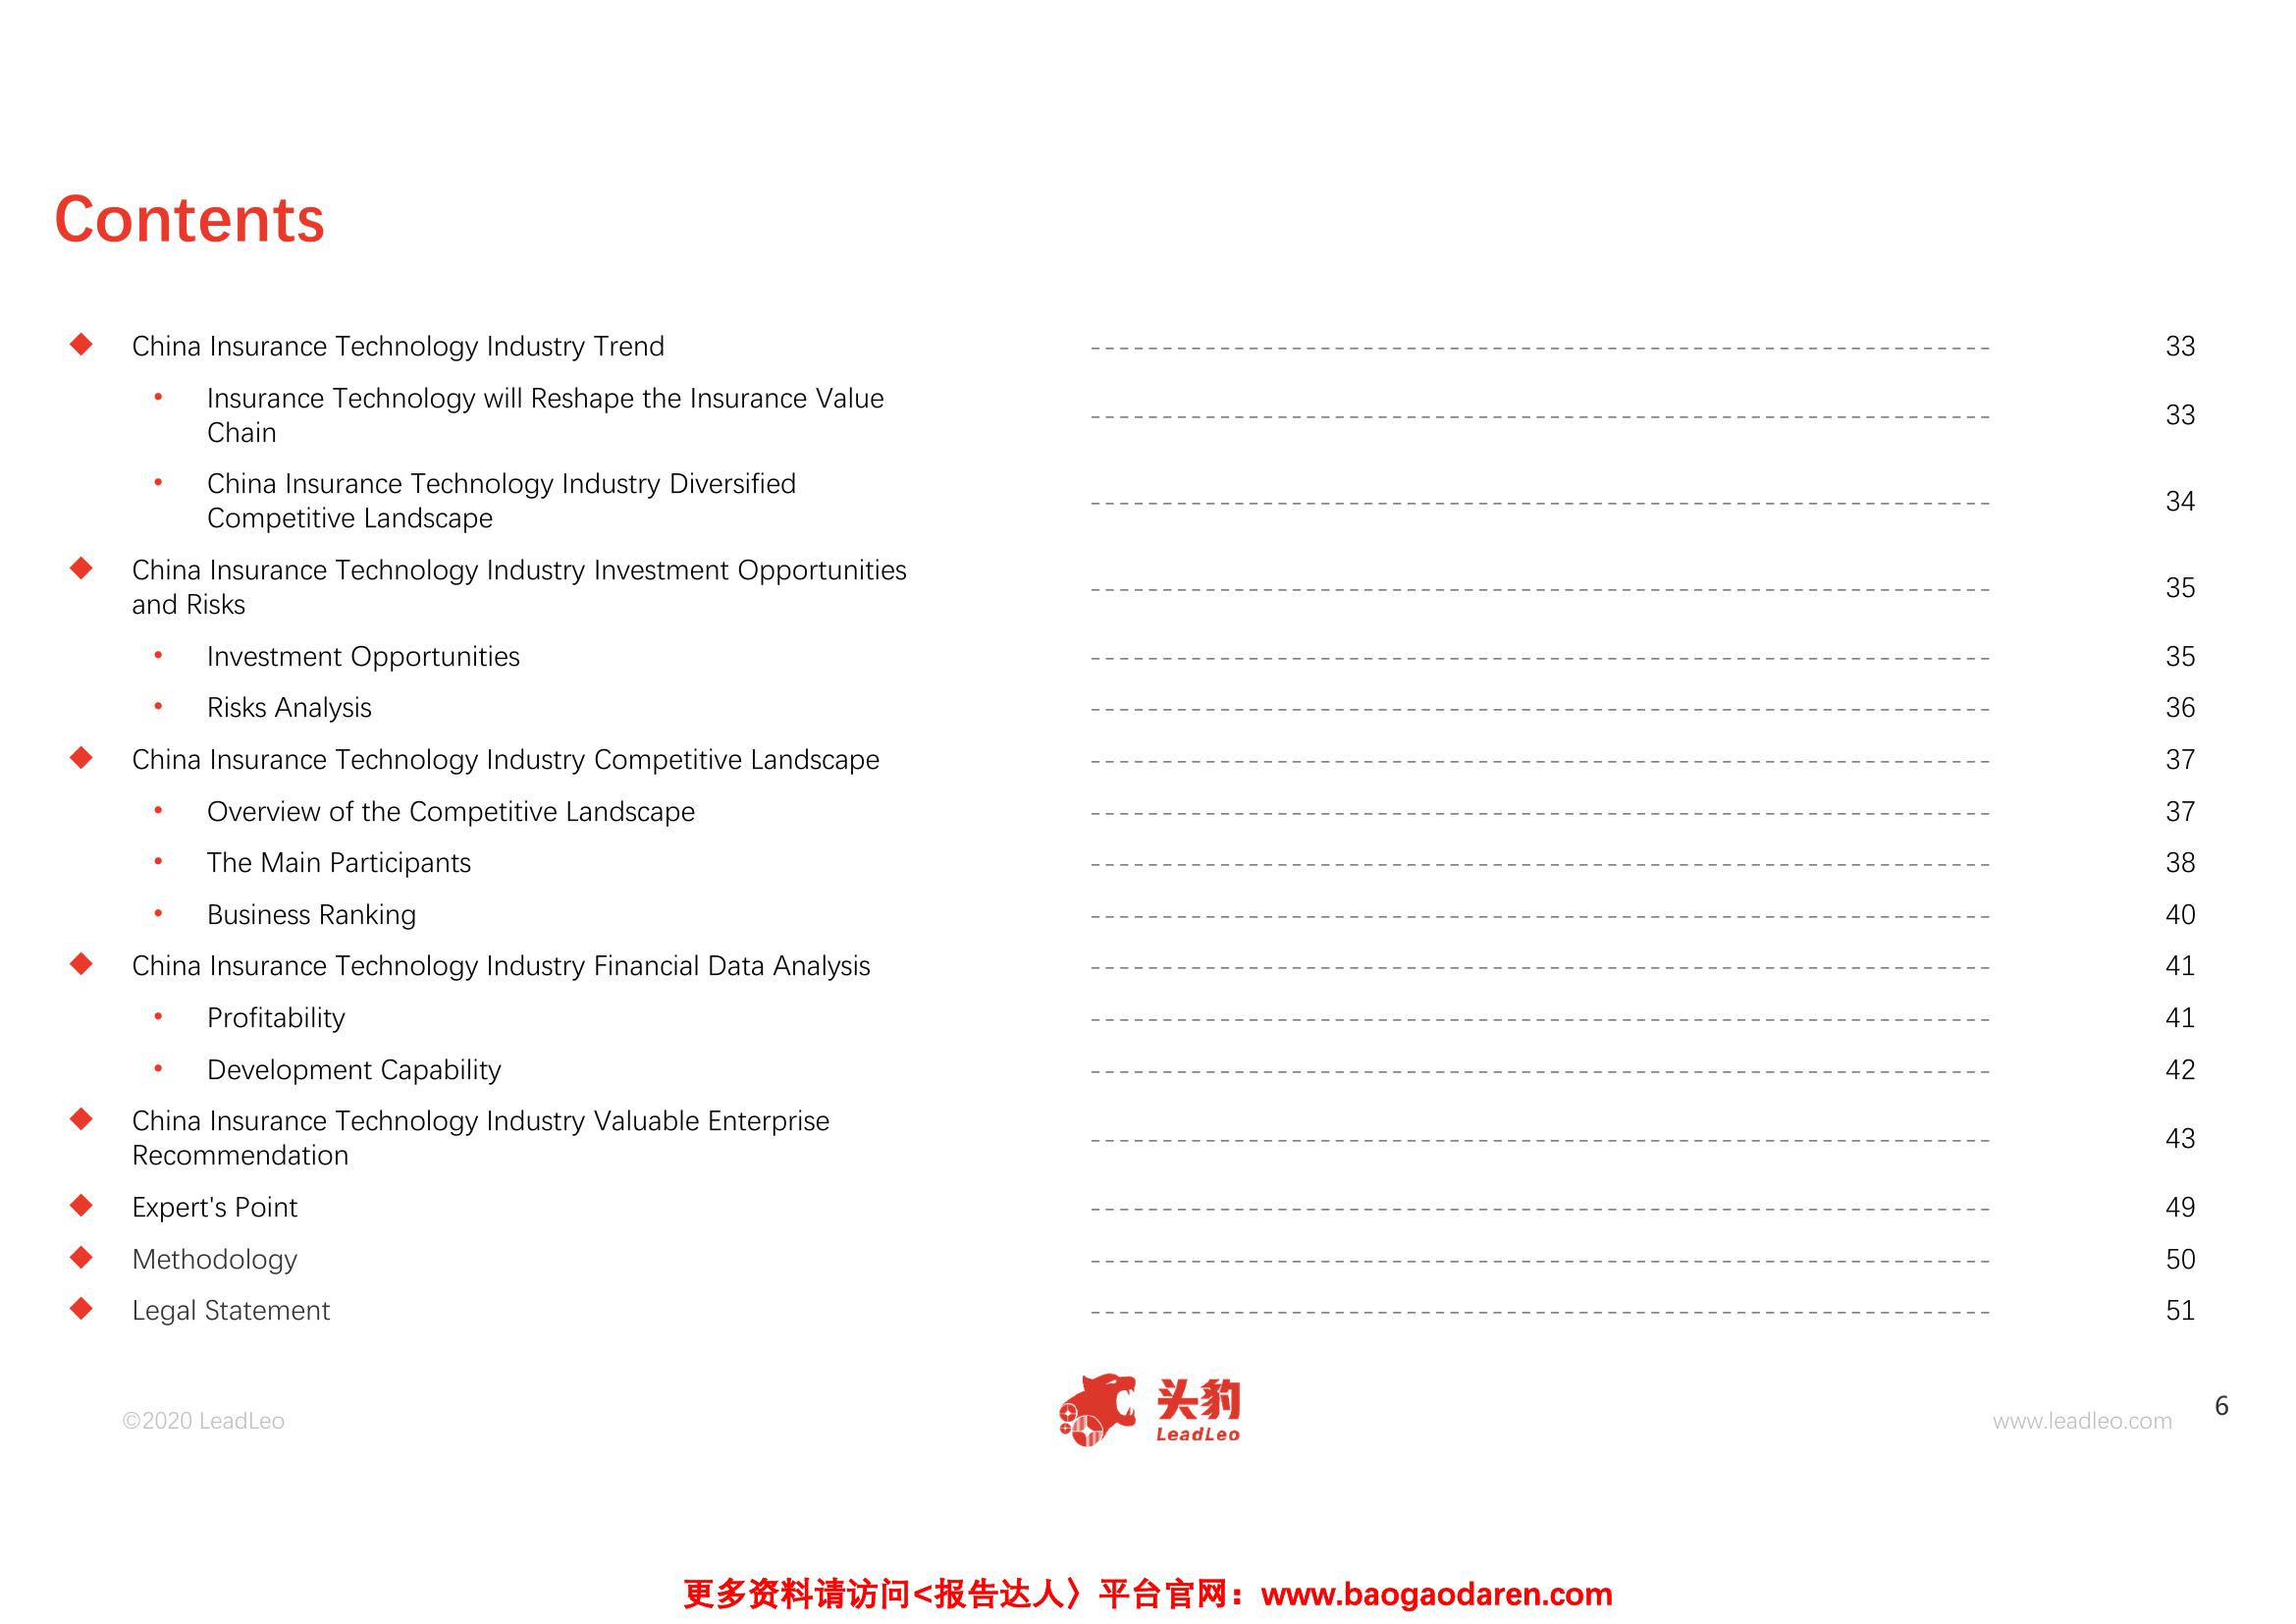 Contents
◆ China Insurance Technology Industry Trend 33
• Insurance Technology will Reshape the Insurance Value
Chain 33
• China Insurance Technology Industry Diversified
Competitive Landscape 34
◆ China Insurance Technology Industry Investment Opportunities
and Risks 35
• Investment Opportunities 35
• Risks Analysis 36
◆ China Insurance Technology Industry Competitive Landscape 37
• Overview of the Competitive Landscape 37
• The Main Participants 38
• Business Ranking 40
◆ China Insurance Technology Industry Financial Data Analysis 41
• Profitability 41
• Development Capability 42
◆ China Insurance Technology Industry Valuable Enterprise
Recommendation 43
◆ Expert's Point 49
◆ Methodology 50
◆ Legal Statement 51
©2020 LeadLeo
头豹
LeadLeo
www.leadleo.com
6
更多资料请访问<报告达人〉平台官网：www.baogaodaren.com